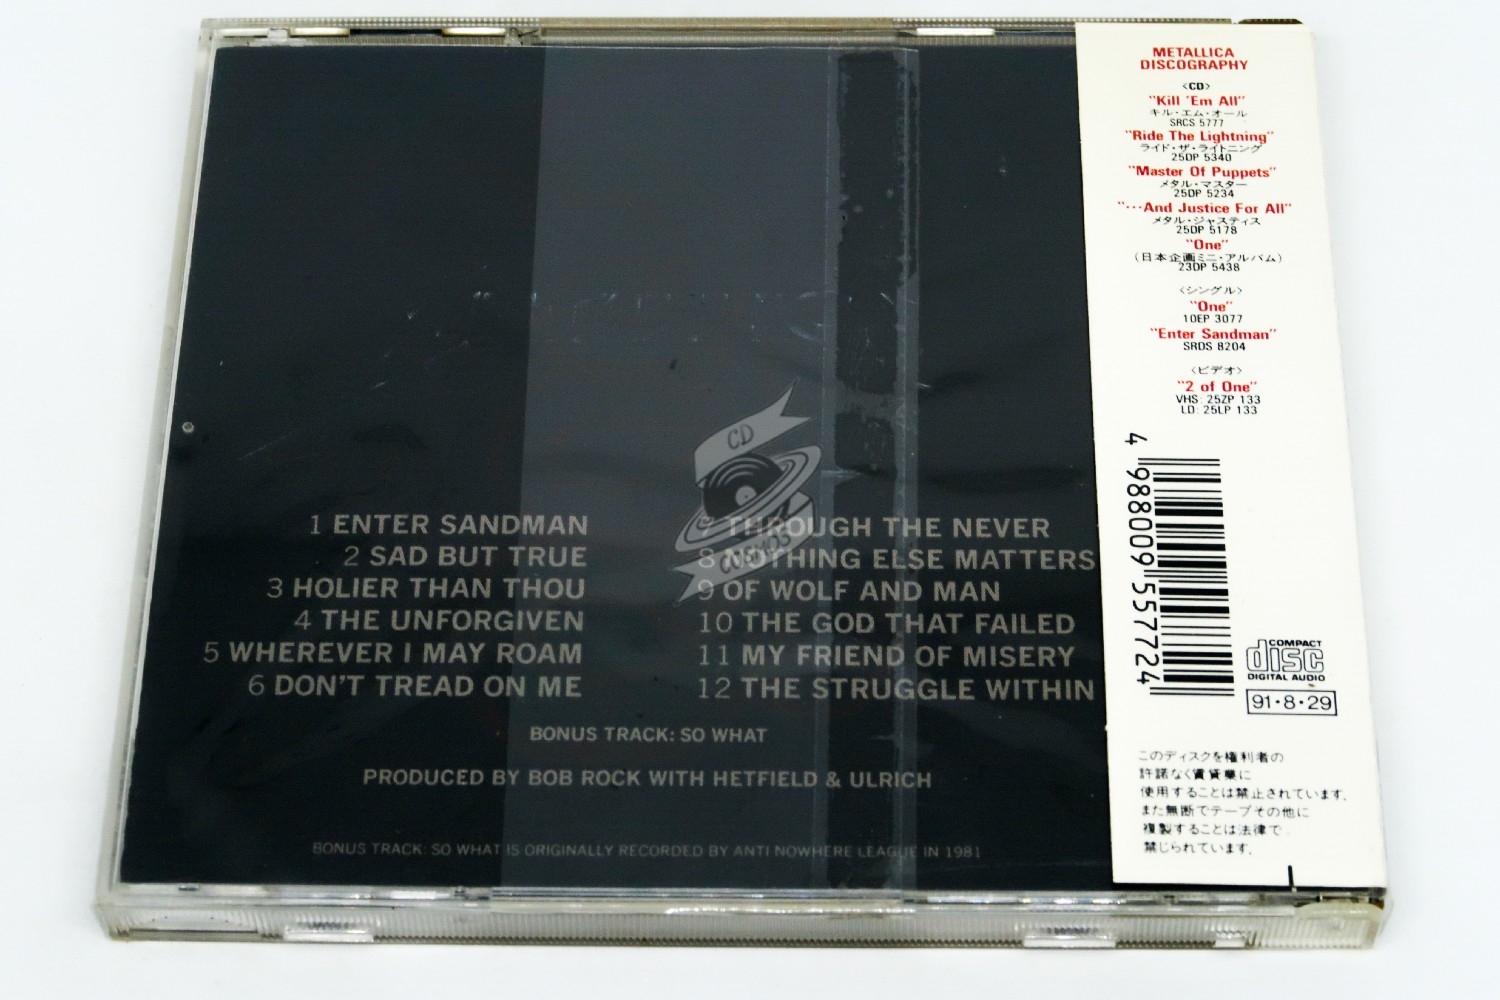 1 ENTER SANDMAN
2 SAD BUT TRUE
3 HOLIER THAN THOU
4 THE UNFORGIVEN
5 WHEREVER I MAY ROAM
6 DON'T TREAD ON ME
7 THROUGH THE NEVER
8 NOTHING ELSE MATTERS
9 OF WOLF AND MAN
10 THE GOD THAT FAILED
11 MY FRIEND OF MISERY
12 THE STRUGGLE WITHIN
BONUS TRACK: SO WHAT
PRODUCED BY BOB ROCK WITH HETFIELD & ULRICH
BONUS TRACK: SO WHAT IS ORIGINALLY RECORDED BY ANTI NOWHERE LEAGUE IN 1981
CD
COSMOS
METALLICA
DISCOGRAPHY
〈CD〉
"Kill 'Em All"
キル・エム・オール
SRCS 5777
"Ride The Lightning"
ライド・ザ・ライトニング
25DP 5340
"Master Of Puppets"
メタル・マスター
25DP 5234
"…And Justice For All"
メタル・ジャスティス
25DP 5178
"One"
(日本企画ミニ・アルバム)
23DP 5438
〈シングル〉
"One"
10EP 3077
"Enter Sandman"
SRDS 8204
〈ビデオ〉
"2 of One"
VHS: 25ZP 133
LD: 25LP 133
4 988009 557724
COMPACT
disc
DIGITAL AUDIO
91・8・29
このディスクを権利者の
許諾なく賃貸業に
使用することは禁止されています。
また無断でテープその他に
複製することは法律で
禁じられています。